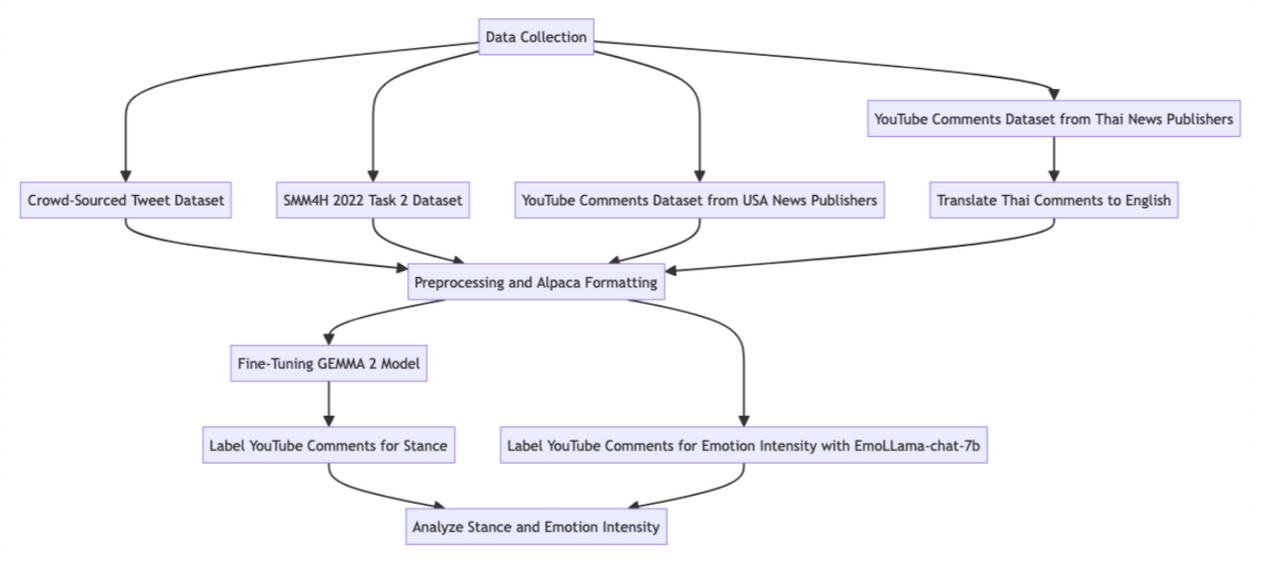 Data Collection
YouTube Comments Dataset from Thai News Publishers
Crowd-Sourced Tweet Dataset
SMM4H 2022 Task 2 Dataset
YouTube Comments Dataset from USA News Publishers
Translate Thai Comments to English
Preprocessing and Alpaca Formatting
Fine-Tuning GEMMA 2 Model
Label YouTube Comments for Stance
Label YouTube Comments for Emotion Intensity with EmoLLama-chat-7b
Analyze Stance and Emotion Intensity